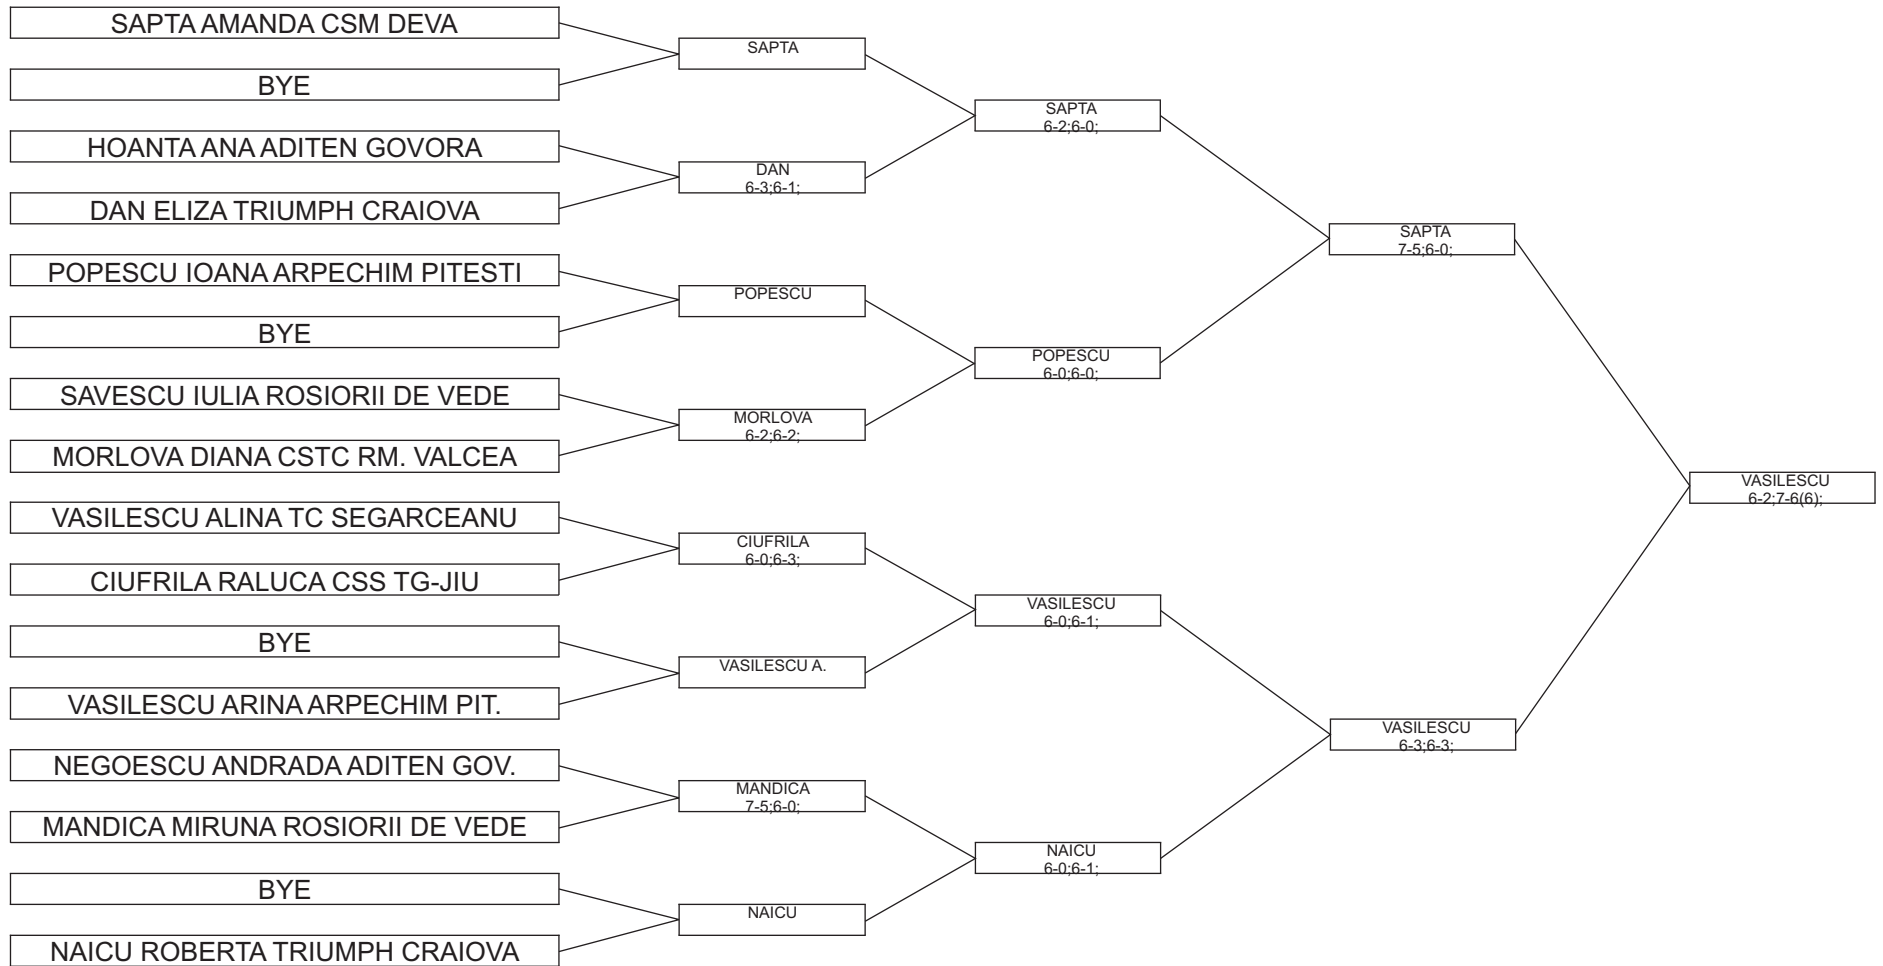 SAPTA AMANDA CSM DEVA
BYE
HOANTA ANA ADITEN GOVORA
DAN ELIZA TRIUMPH CRAIOVA
POPESCU IOANA ARPECHIM PITESTI
BYE
SAVESCU IULIA ROSIORII DE VEDE
MORLOVA DIANA CSTC RM. VALCEA
VASILESCU ALINA TC SEGARCEANU
CIUFRILA RALUCA CSS TG-JIU
BYE
VASILESCU ARINA ARPECHIM PIT.
NEGOESCU ANDRADA ADITEN GOV.
MANDICA MIRUNA ROSIORII DE VEDE
BYE
NAICU ROBERTA TRIUMPH CRAIOVA
SAPTA
DAN
6-3;6-1;
POPESCU
MORLOVA
6-2;6-2;
CIUFRILA
6-0;6-3;
VASILESCU A.
MANDICA
7-5;6-0;
NAICU
SAPTA
6-2;6-0;
POPESCU
6-0;6-0;
VASILESCU
6-0;6-1;
NAICU
6-0;6-1;
SAPTA
7-5;6-0;
VASILESCU
6-3;6-3;
VASILESCU
6-2;7-6(6);